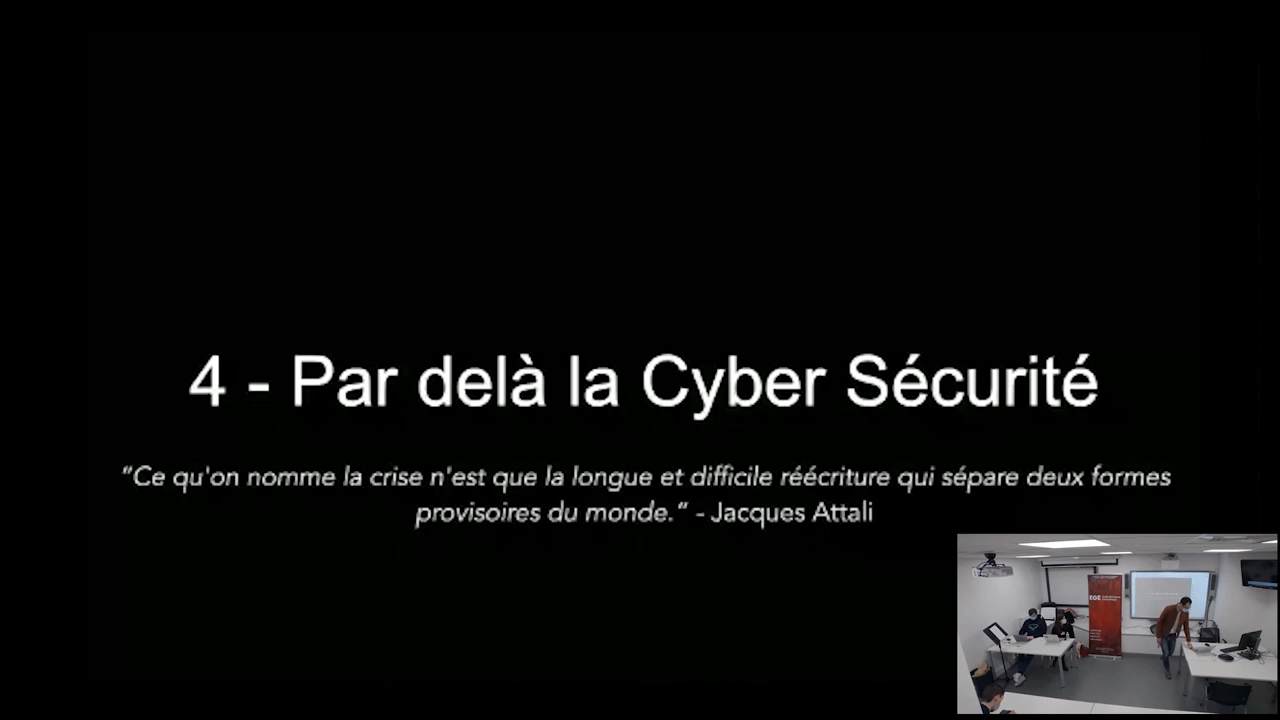 4 - Par delà la Cyber Sécurité
“Ce qu'on nomme la crise n'est que la longue et difficile réécriture qui sépare deux formes
provisoires du monde.“ - Jacques Attali
EGE